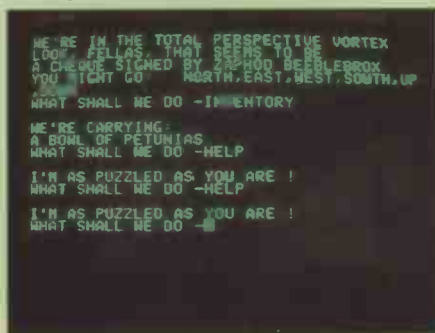 WE'RE IN THE TOTAL PERSPECTIVE VORTEX
LOOK, FELLAS, THAT SEEMS TO BE
A CHEQUE SIGNED BY ZAPHOD BEEBLEBROX
YOU MIGHT GO NORTH,EAST,WEST,SOUTH,UP
WHAT SHALL WE DO -INVENTORY
WE'RE CARRYING:
A BOWL OF PETUNIAS
WHAT SHALL WE DO -HELP
I'M AS PUZZLED AS YOU ARE !
WHAT SHALL WE DO -HELP
I'M AS PUZZLED AS YOU ARE !
WHAT SHALL WE DO -